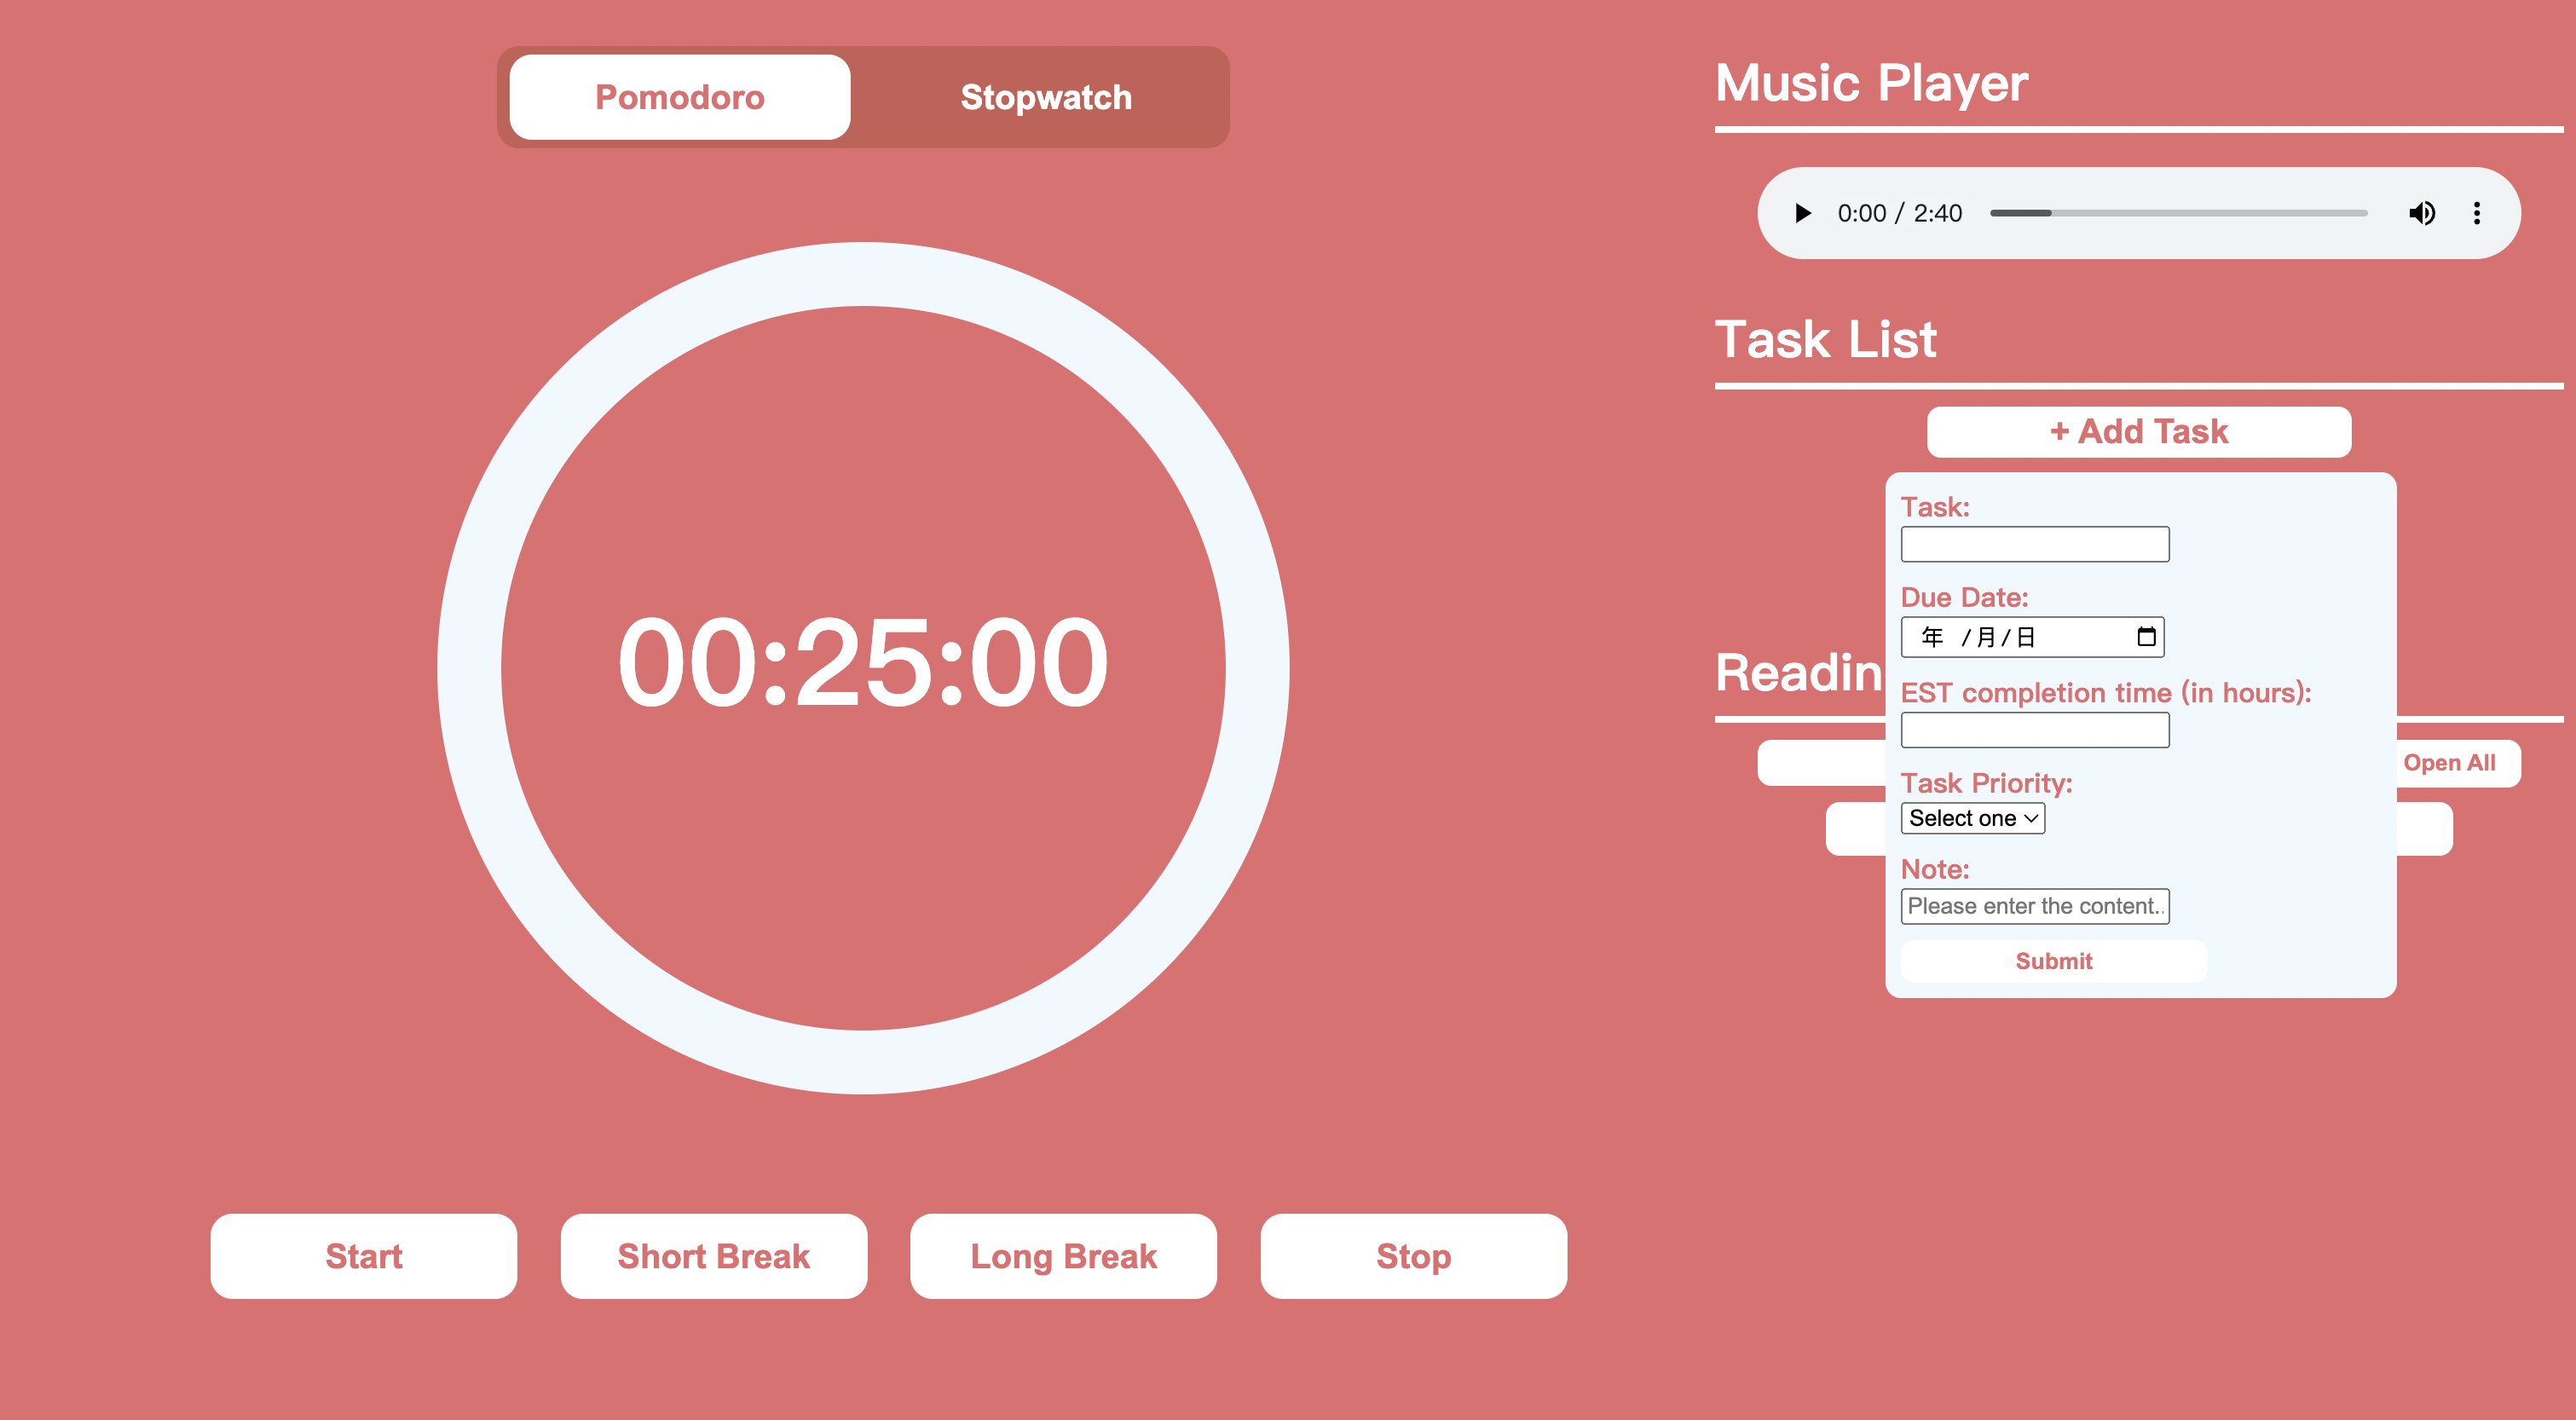 Pomodoro
Stopwatch
00:25:00
Start
Short Break
Long Break
Stop
Music Player
0:00 / 2:40
Task List
+ Add Task
Task:
Due Date:
年 /月/日
EST completion time (in hours):
Task Priority:
Select one
Note:
Please enter the content..
Submit
Readin
Open All